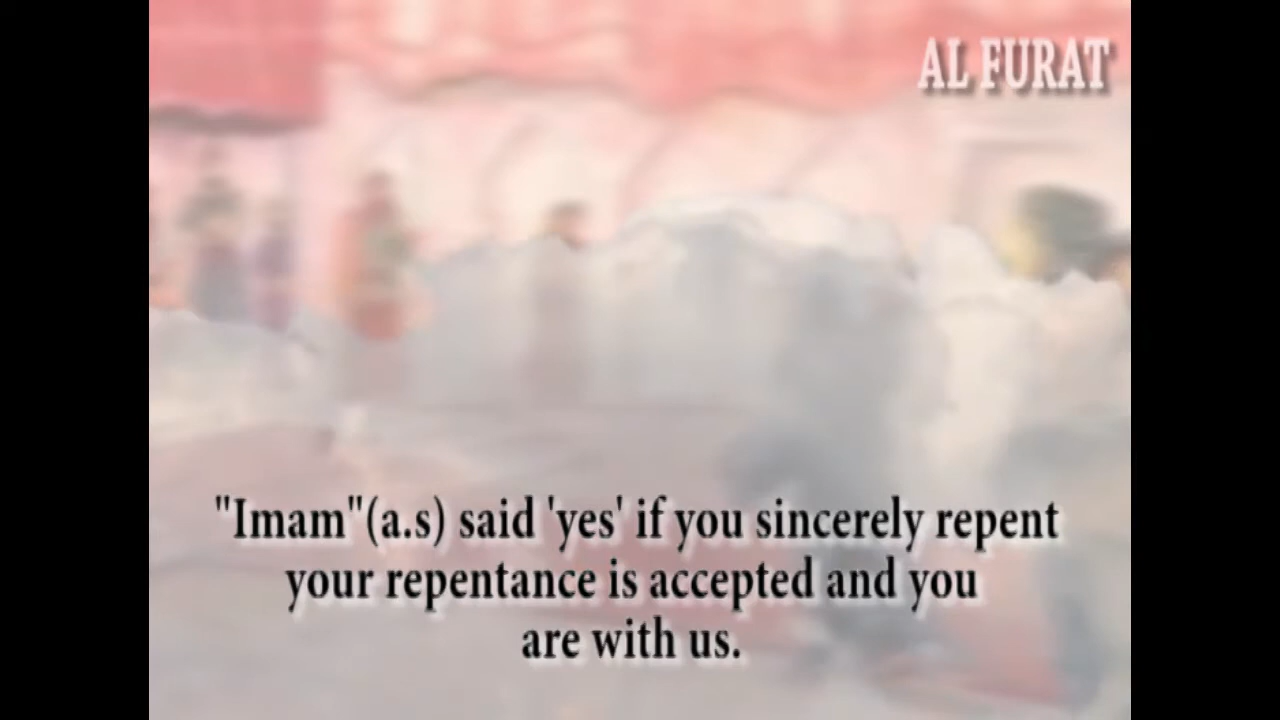 AL FURAT
"Imam"(a.s) said 'yes' if you sincerely repent
your repentance is accepted and you
are with us.